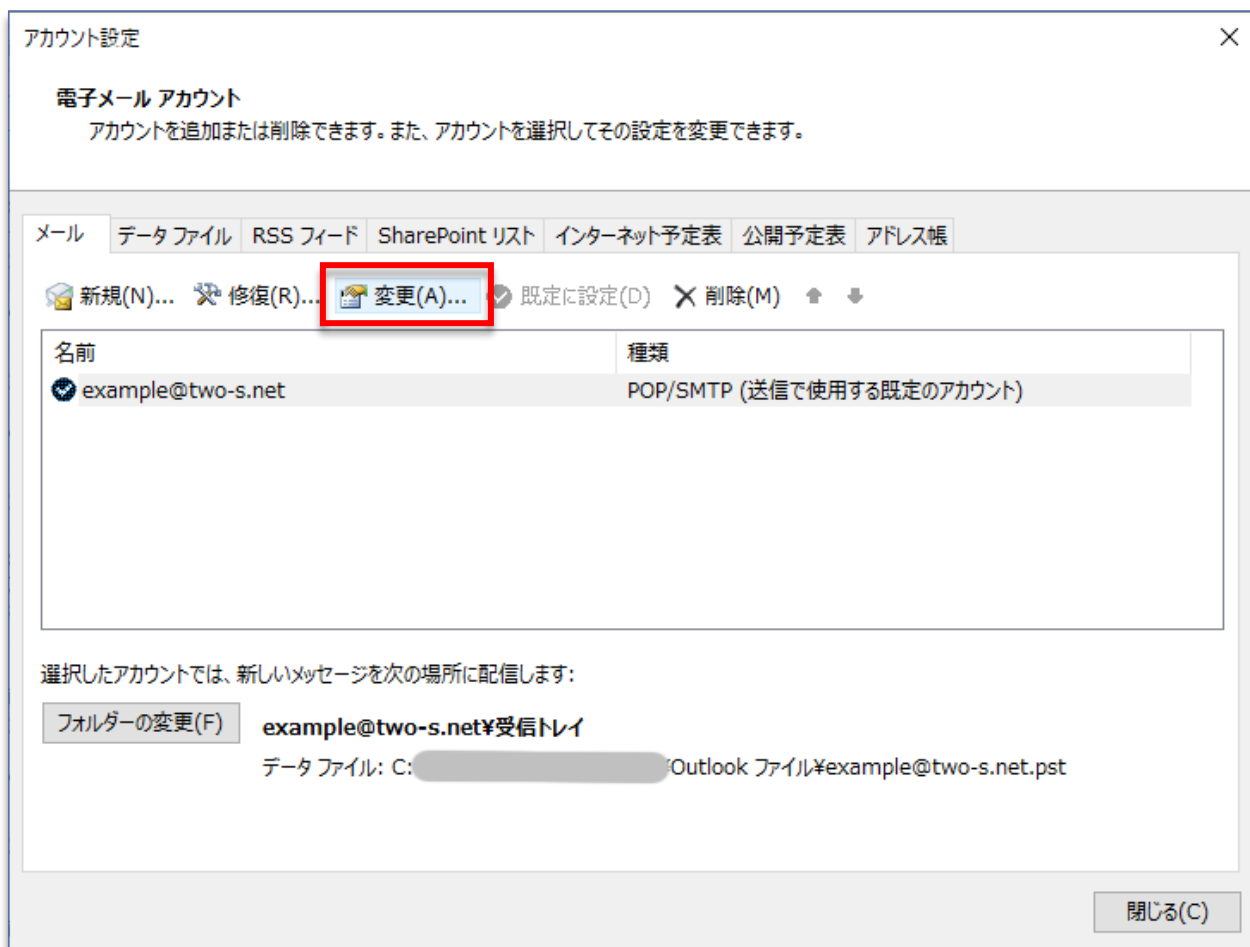 アカウント設定
電子メール アカウント
アカウントを追加または削除できます。また、アカウントを選択してその設定を変更できます。
メール データ ファイル RSS フィード SharePoint リスト インターネット予定表 公開予定表 アドレス帳
新規(N)... 修復(R)... 変更(A)... 既定に設定(D) 削除(M)
名前 種類
example@two-s.net POP/SMTP (送信で使用する既定のアカウント)
選択したアカウントでは、新しいメッセージを次の場所に配信します:
フォルダーの変更(F) example@two-s.net¥受信トレイ
データ ファイル: C: ¥Outlook ファイル¥example@two-s.net.pst
閉じる(C)